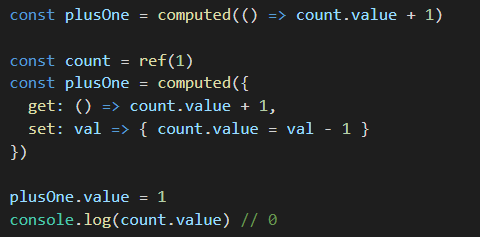 const plusOne = computed(() => count.value + 1)

const count = ref(1)
const plusOne = computed({
  get: () => count.value + 1,
  set: val => { count.value = val - 1 }
})

plusOne.value = 1
console.log(count.value) // 0